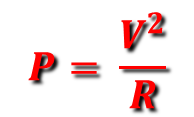 P = V²/R